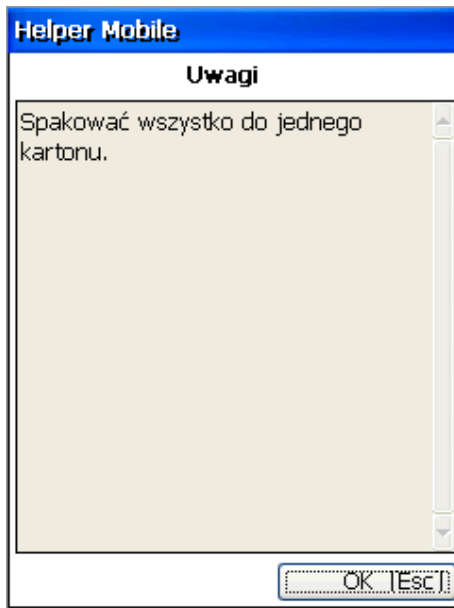 Helper Mobile
Uwagi
Spakować wszystko do jednego
kartonu.
OK [Esc]